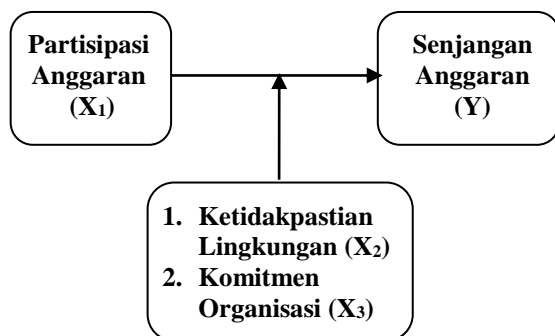 Partisipasi
Anggaran
(X₁)
Senjangan
Anggaran
(Y)
1. Ketidakpastian
Lingkungan (X₂)
2. Komitmen
Organisasi (X₃)